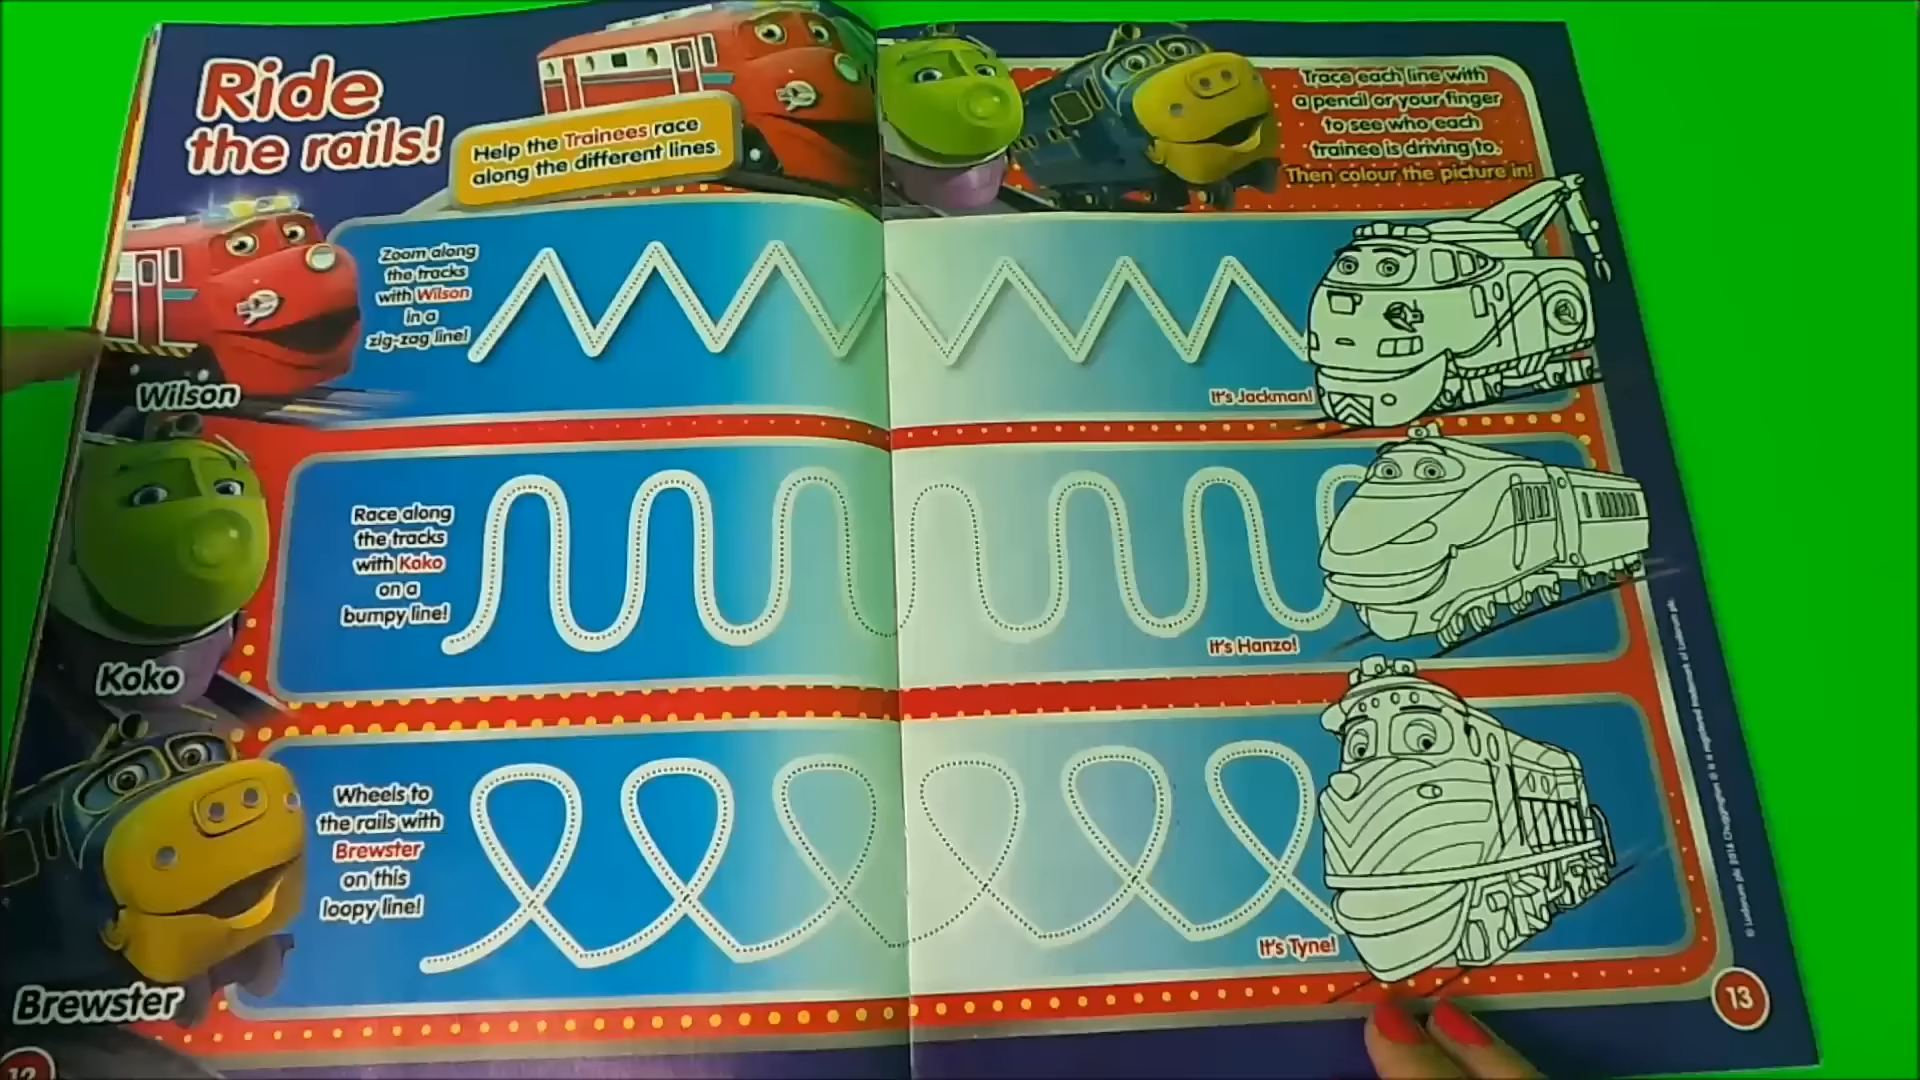 Ride
the rails!
Help the Trainees race
along the different lines.
Trace each line with
a pencil or your finger
to see who each
trainee is driving to.
Then colour the picture in!
Zoom along
the tracks
with Wilson
in a
zig-zag line!
Wilson
It's Jackman!
Race along
the tracks
with Koko
on a
bumpy line!
Koko
It's Hanzo!
Wheels to
the rails with
Brewster
on this
loopy line!
Brewster
It's Tyne!
12
13